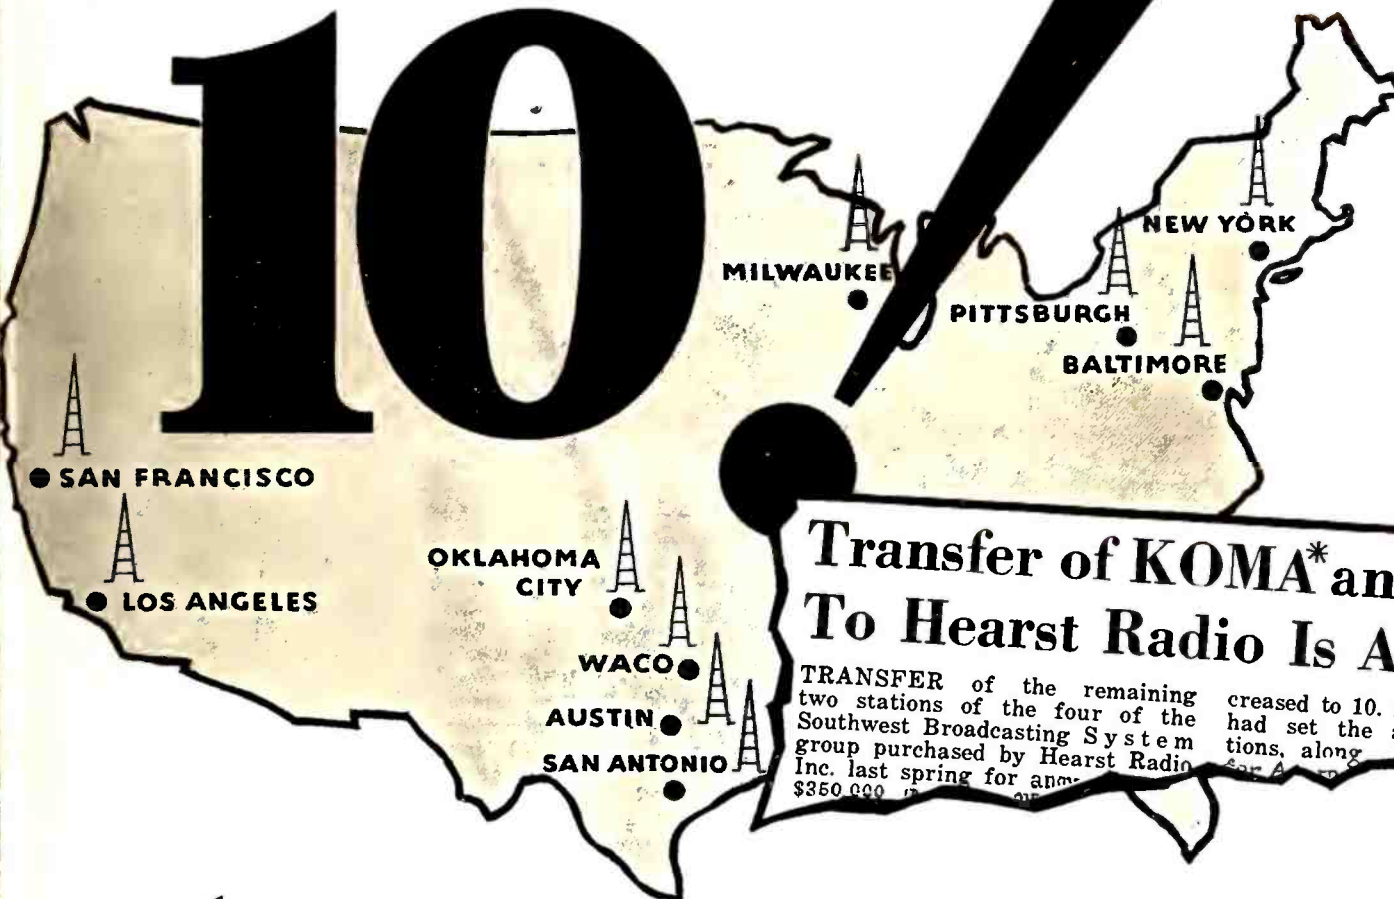 10!
NEW YORK
MILWAUKEE
PITTSBURGH
BALTIMORE
SAN FRANCISCO
LOS ANGELES
OKLAHOMA
CITY
WACO
AUSTIN
SAN ANTONIO
Transfer of KOMA* an
To Hearst Radio Is A
TRANSFER of the remaining
two stations of the four of the
Southwest Broadcasting System
group purchased by Hearst Radio
Inc. last spring for
$350,000
creased to 10.
had set the
tions, along